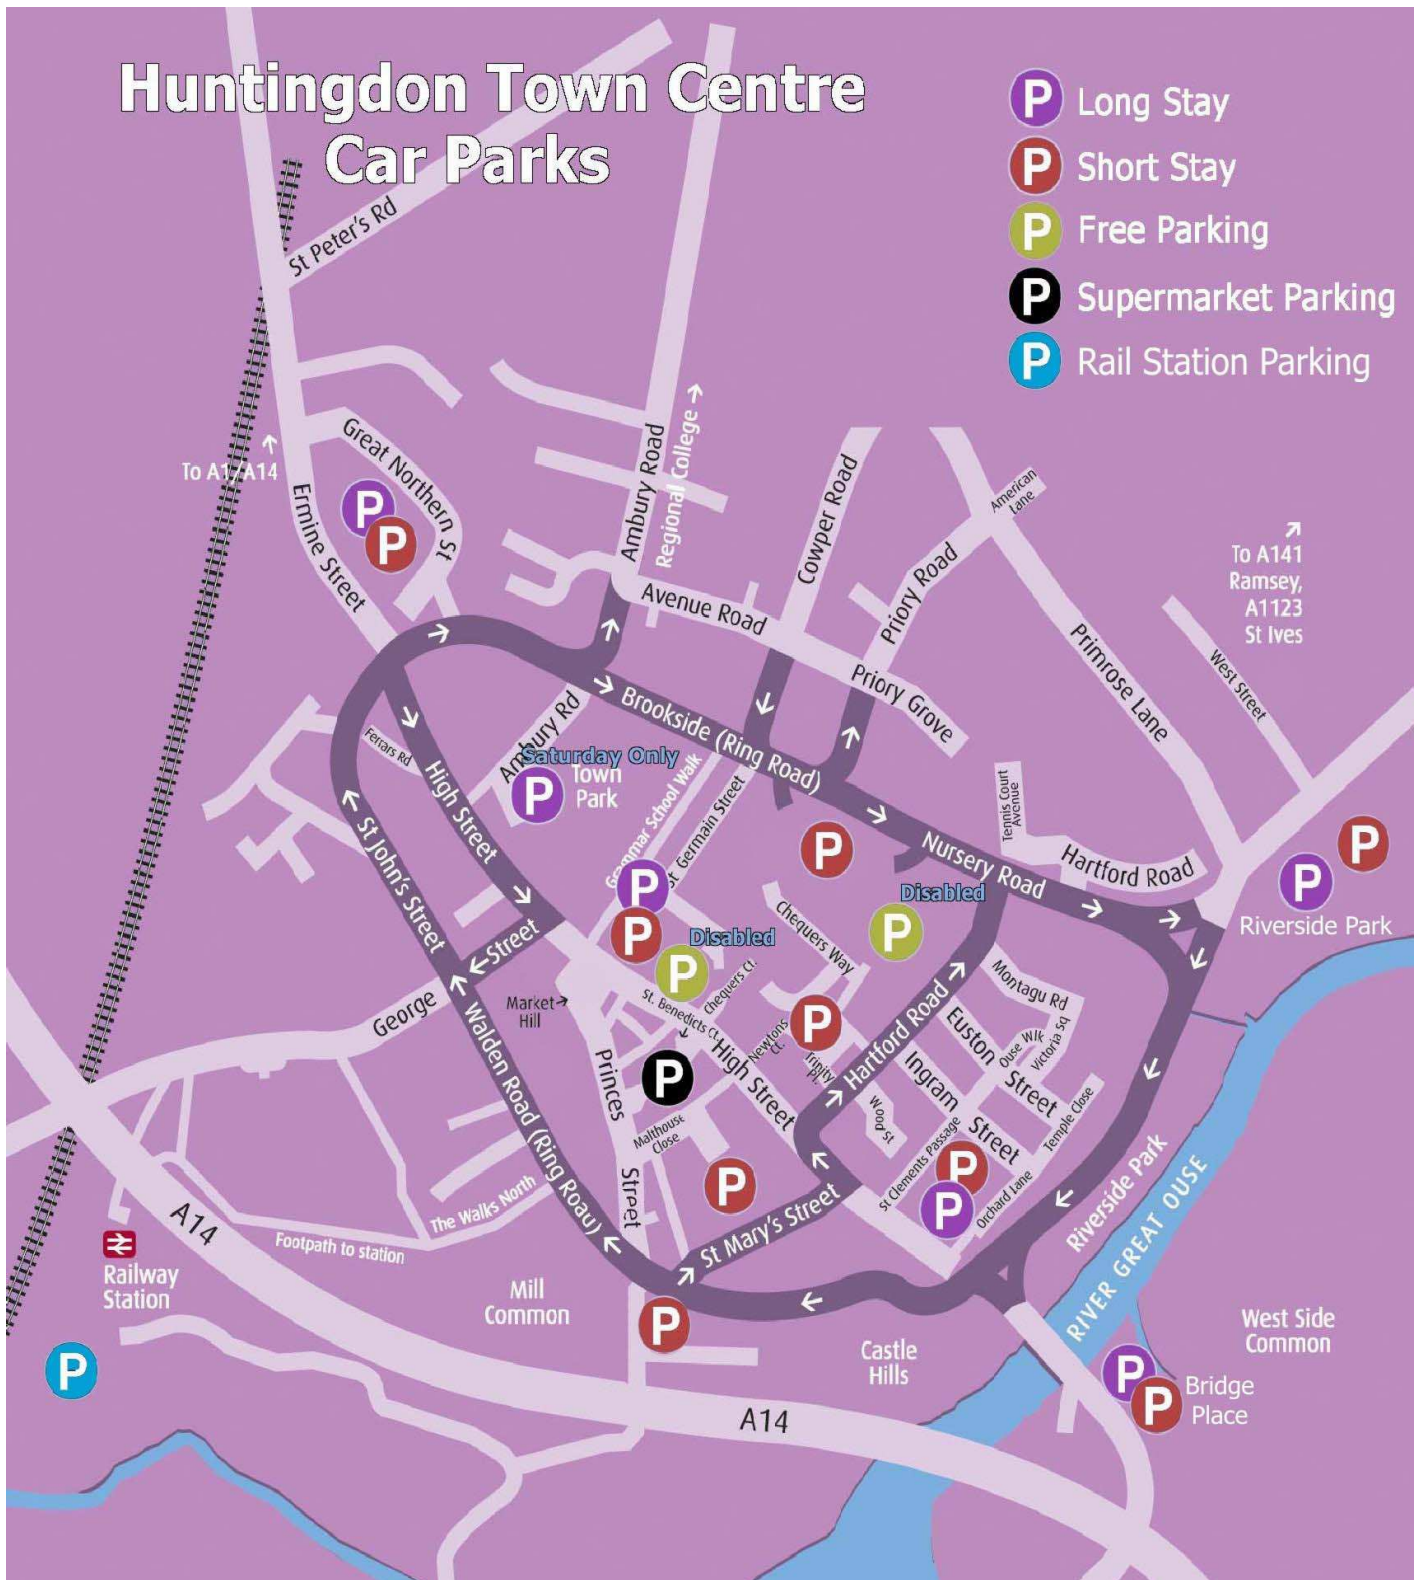 Huntingdon Town Centre
Car Parks
P Long Stay
P Short Stay
P Free Parking
P Supermarket Parking
P Rail Station Parking
St Peter's Rd
Great Northern St
To A1/A14
Ermine Street
P
P
Ambury Road
Regional College
Cowper Road
American
Lane
Priory Road
To A141
Ramsey,
A1123
St Ives
Avenue Road
Primrose Lane
West Street
Priory Grove
Brookside (Ring Road)
Ambury Rd
Ferrars Rd
Saturday Only
Town
Park
P
High Street
Grammar School Walk
St Germain Street
Tennis Court
Avenue
St John's Street
P
Nursery Road
Hartford Road
P
P
Riverside Park
P
P
Disabled
P
Disabled
P
Chequers Way
Street
George
Market
Hill
St. Benedicts Ct.
Chequers Ct.
Montagu Rd
Walden Road (Ring Road)
Princes
Street
P
High Street
Newtons
Ct.
P
Trinity
Pl.
Hartford Road
Euston
Street
Ouse Wlk
Victoria Sq
Ingram
Street
Wood St
Temple Close
Malthouse
Close
St Clements Passage
P
P
Orchard Lane
P
St Mary's Street
Riverside Park
RIVER GREAT OUSE
The Walks North
Footpath to station
A14
Railway
Station
P
Mill
Common
P
Castle
Hills
West Side
Common
P
P
Bridge
Place
A14